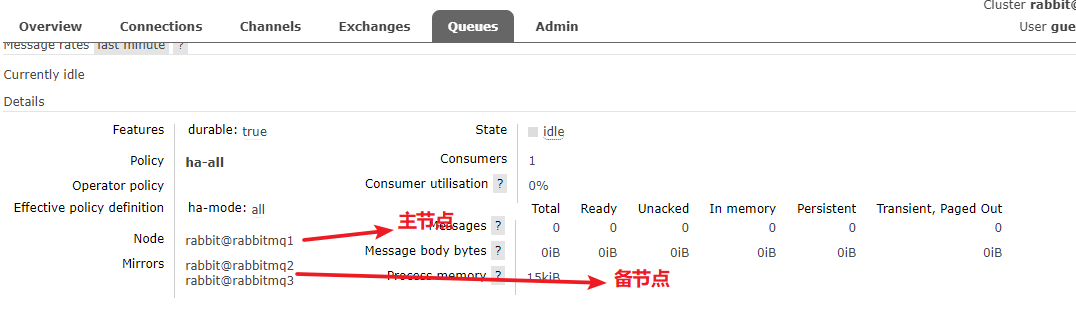 Cluster rabbit@
Overview Connections Channels Exchanges Queues Admin
User gue
Message rates last minute ?
Currently idle
Details
Features durable: true State idle
Policy ha-all Consumers 1
Operator policy Consumer utilisation ? 0%
Effective policy definition ha-mode: all Total Ready Unacked In memory Persistent Transient, Paged Out
主节点
Node rabbit@rabbitmq1 Messages ? 0 0 0 0 0 0
Message body bytes ? 0iB 0iB 0iB 0iB 0iB 0iB
Mirrors rabbit@rabbitmq2
rabbit@rabbitmq3 Process memory ? 15kiB
备节点